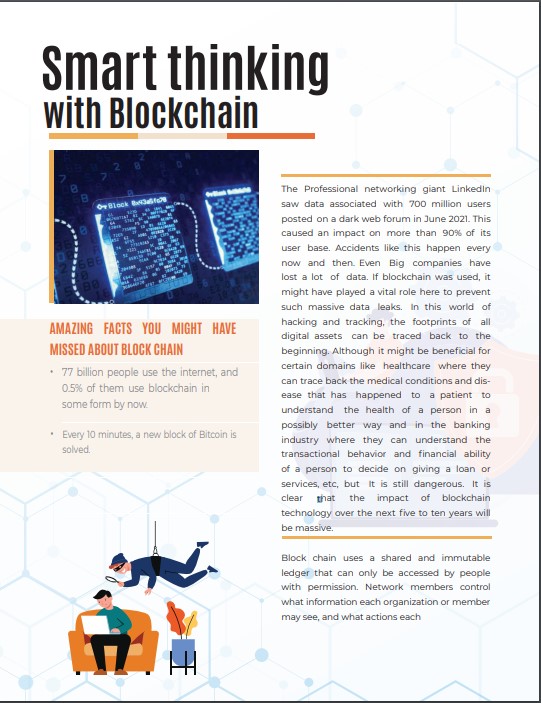 Smart thinking
with Blockchain
Block 0x43a5fc78
AMAZING FACTS YOU MIGHT HAVE
MISSED ABOUT BLOCK CHAIN
• 77 billion people use the internet, and
0.5% of them use blockchain in
some form by now.
• Every 10 minutes, a new block of Bitcoin is
solved.
The Professional networking giant LinkedIn
saw data associated with 700 million users
posted on a dark web forum in June 2021. This
caused an impact on more than 90% of its
user base. Accidents like this happen every
now and then. Even Big companies have
lost a lot of data. If blockchain was used, it
might have played a vital role here to prevent
such massive data leaks. In this world of
hacking and tracking, the footprints of all
digital assets can be traced back to the
beginning. Although it might be beneficial for
certain domains like healthcare where they
can trace back the medical conditions and dis-
ease that has happened to a patient to
understand the health of a person in a
possibly better way and in the banking
industry where they can understand the
transactional behavior and financial ability
of a person to decide on giving a loan or
services, etc, but It is still dangerous. It is
clear that the impact of blockchain
technology over the next five to ten years will
be massive.
Block chain uses a shared and immutable
ledger that can only be accessed by people
with permission. Network members control
what information each organization or member
may see, and what actions each